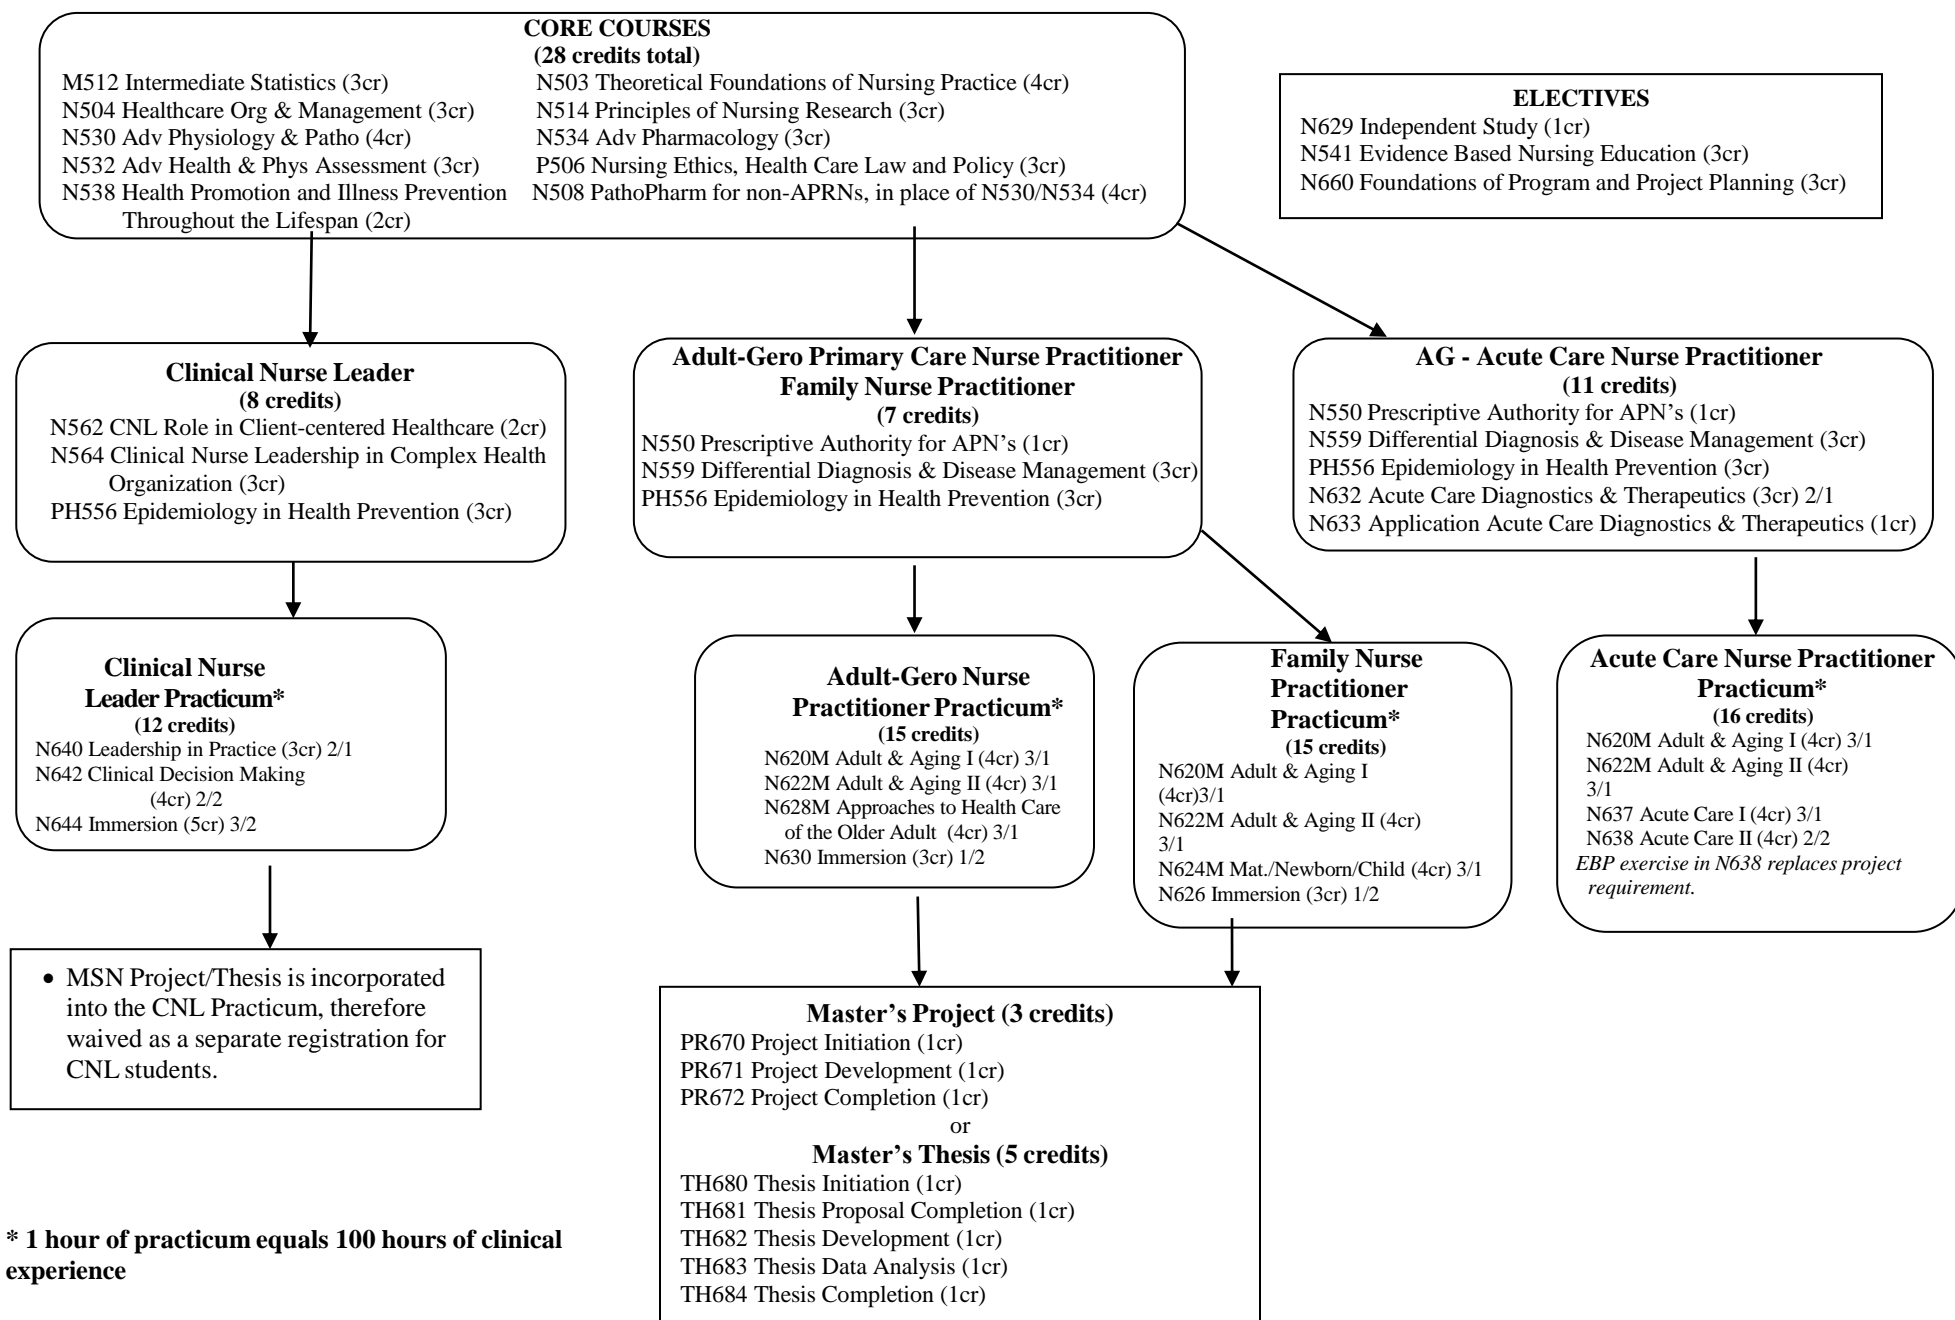 CORE COURSES
(28 credits total)
M512 Intermediate Statistics (3cr)
N504 Healthcare Org & Management (3cr)
N530 Adv Physiology & Patho (4cr)
N532 Adv Health & Phys Assessment (3cr)
N538 Health Promotion and Illness Prevention
Throughout the Lifespan (2cr)
N503 Theoretical Foundations of Nursing Practice (4cr)
N514 Principles of Nursing Research (3cr)
N534 Adv Pharmacology (3cr)
P506 Nursing Ethics, Health Care Law and Policy (3cr)
N508 PathoPharm for non-APRNs, in place of N530/N534 (4cr)
ELECTIVES
N629 Independent Study (1cr)
N541 Evidence Based Nursing Education (3cr)
N660 Foundations of Program and Project Planning (3cr)
Clinical Nurse Leader
(8 credits)
N562 CNL Role in Client-centered Healthcare (2cr)
N564 Clinical Nurse Leadership in Complex Health
Organization (3cr)
PH556 Epidemiology in Health Prevention (3cr)
Adult-Gero Primary Care Nurse Practitioner
Family Nurse Practitioner
(7 credits)
N550 Prescriptive Authority for APN’s (1cr)
N559 Differential Diagnosis & Disease Management (3cr)
PH556 Epidemiology in Health Prevention (3cr)
AG - Acute Care Nurse Practitioner
(11 credits)
N550 Prescriptive Authority for APN’s (1cr)
N559 Differential Diagnosis & Disease Management (3cr)
PH556 Epidemiology in Health Prevention (3cr)
N632 Acute Care Diagnostics & Therapeutics (3cr) 2/1
N633 Application Acute Care Diagnostics & Therapeutics (1cr)
Clinical Nurse
Leader Practicum*
(12 credits)
N640 Leadership in Practice (3cr) 2/1
N642 Clinical Decision Making
(4cr) 2/2
N644 Immersion (5cr) 3/2
Adult-Gero Nurse
Practitioner Practicum*
(15 credits)
N620M Adult & Aging I (4cr) 3/1
N622M Adult & Aging II (4cr) 3/1
N628M Approaches to Health Care
of the Older Adult (4cr) 3/1
N630 Immersion (3cr) 1/2
Family Nurse
Practitioner
Practicum*
(15 credits)
N620M Adult & Aging I
(4cr)3/1
N622M Adult & Aging II (4cr)
3/1
N624M Mat./Newborn/Child (4cr) 3/1
N626 Immersion (3cr) 1/2
Acute Care Nurse Practitioner
Practicum*
(16 credits)
N620M Adult & Aging I (4cr) 3/1
N622M Adult & Aging II (4cr)
3/1
N637 Acute Care I (4cr) 3/1
N638 Acute Care II (4cr) 2/2
EBP exercise in N638 replaces project
requirement.
• MSN Project/Thesis is incorporated
into the CNL Practicum, therefore
waived as a separate registration for
CNL students.
Master’s Project (3 credits)
PR670 Project Initiation (1cr)
PR671 Project Development (1cr)
PR672 Project Completion (1cr)
or
Master’s Thesis (5 credits)
TH680 Thesis Initiation (1cr)
TH681 Thesis Proposal Completion (1cr)
TH682 Thesis Development (1cr)
TH683 Thesis Data Analysis (1cr)
TH684 Thesis Completion (1cr)
* 1 hour of practicum equals 100 hours of clinical
experience